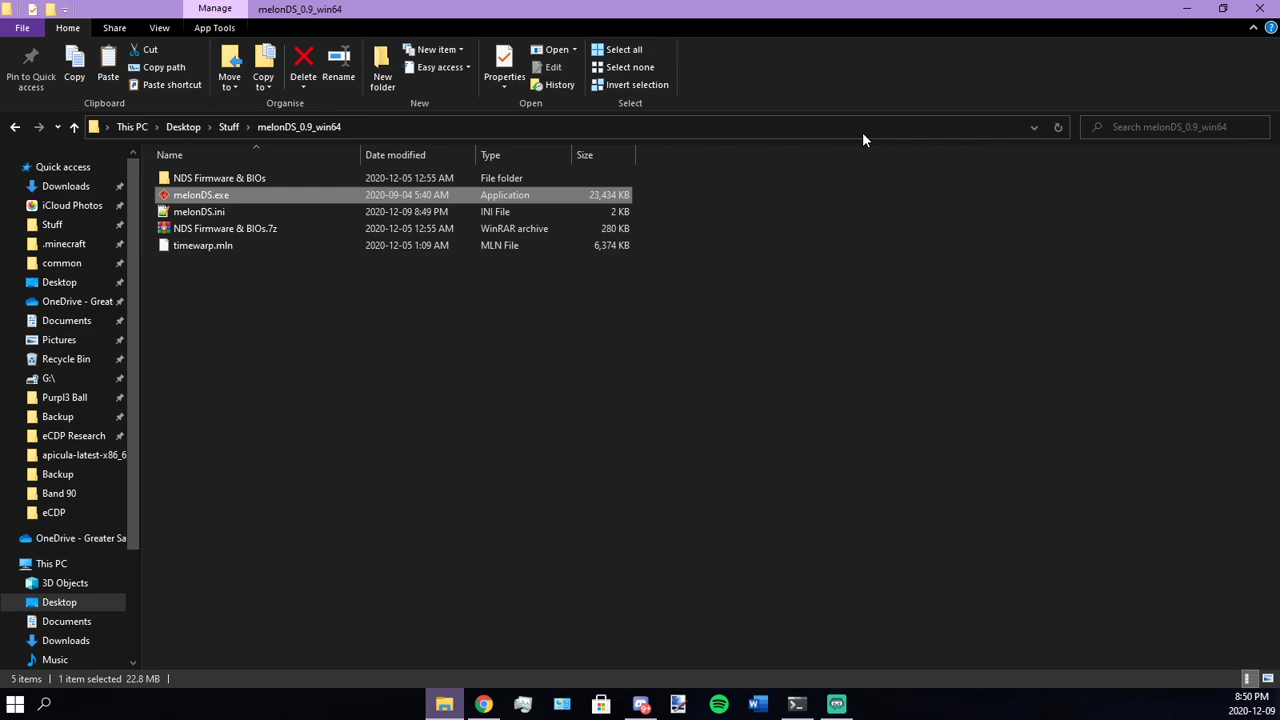 Manage melonDS_0.9_win64
File Home Share View App Tools
Pin to Quick access
Copy
Paste
Cut
Copy path
Paste shortcut
Clipboard
Move to
Copy to
Delete
Rename
Organise
New folder
New item
Easy access
New
Properties
Open
Edit
History
Open
Select all
Select none
Invert selection
Select
This PC › Desktop › Stuff › melonDS_0.9_win64
Search melonDS_0.9_win64
Name Date modified Type Size
NDS Firmware & BIOs 2020-12-05 12:55 AM File folder
melonDS.exe 2020-09-04 5:40 AM Application 23,434 KB
melonDS.ini 2020-12-09 8:49 PM INI File 2 KB
NDS Firmware & BIOs.7z 2020-12-05 12:55 AM WinRAR archive 280 KB
timewarp.mln 2020-12-05 1:09 AM MLN File 6,374 KB
Quick access
Downloads
iCloud Photos
Stuff
.minecraft
common
Desktop
OneDrive - Great
Documents
Pictures
Recycle Bin
G:\
Purpl3 Ball
Backup
eCDP Research
apicula-latest-x86_6
Backup
Band 90
eCDP
OneDrive - Greater Sa
This PC
3D Objects
Desktop
Documents
Downloads
Music
5 items 1 item selected 22.8 MB
8:50 PM
2020-12-09